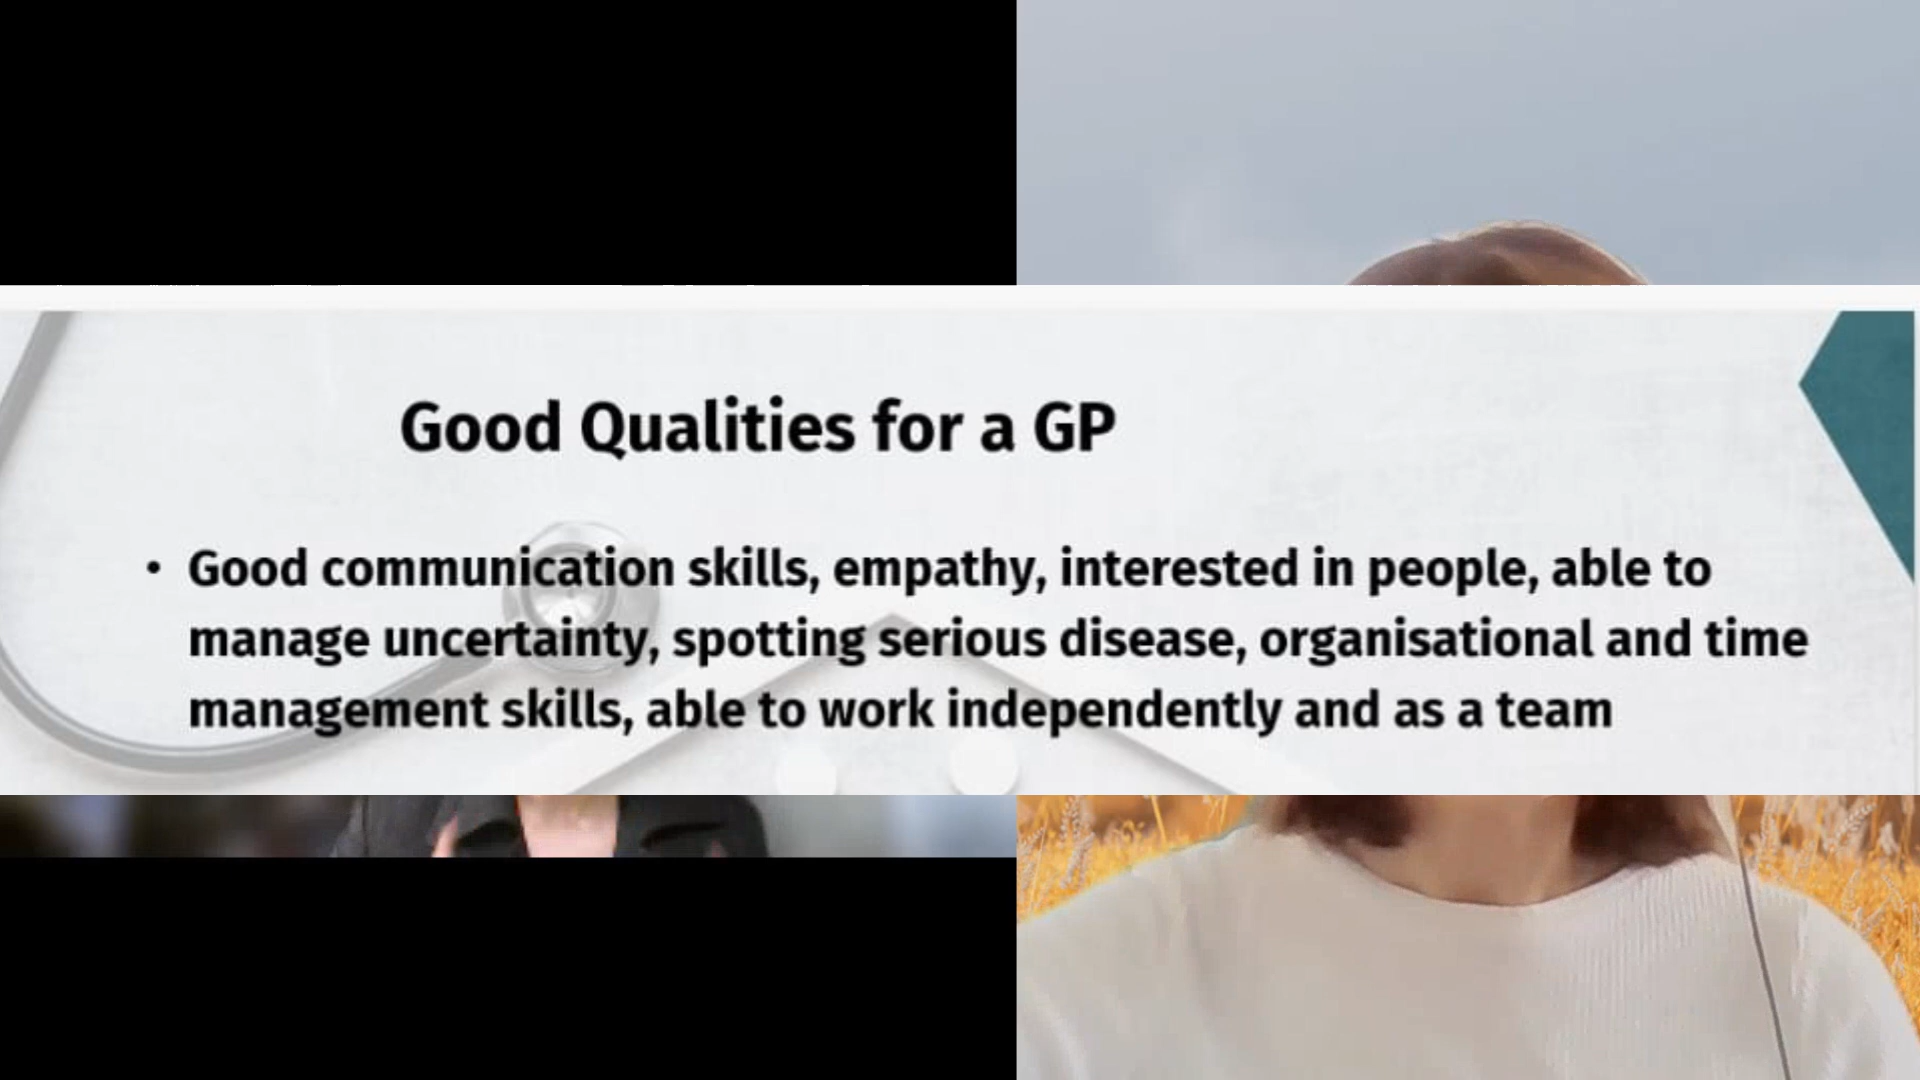 Good Qualities for a GP
• Good communication skills, empathy, interested in people, able to
manage uncertainty, spotting serious disease, organisational and time
management skills, able to work independently and as a team